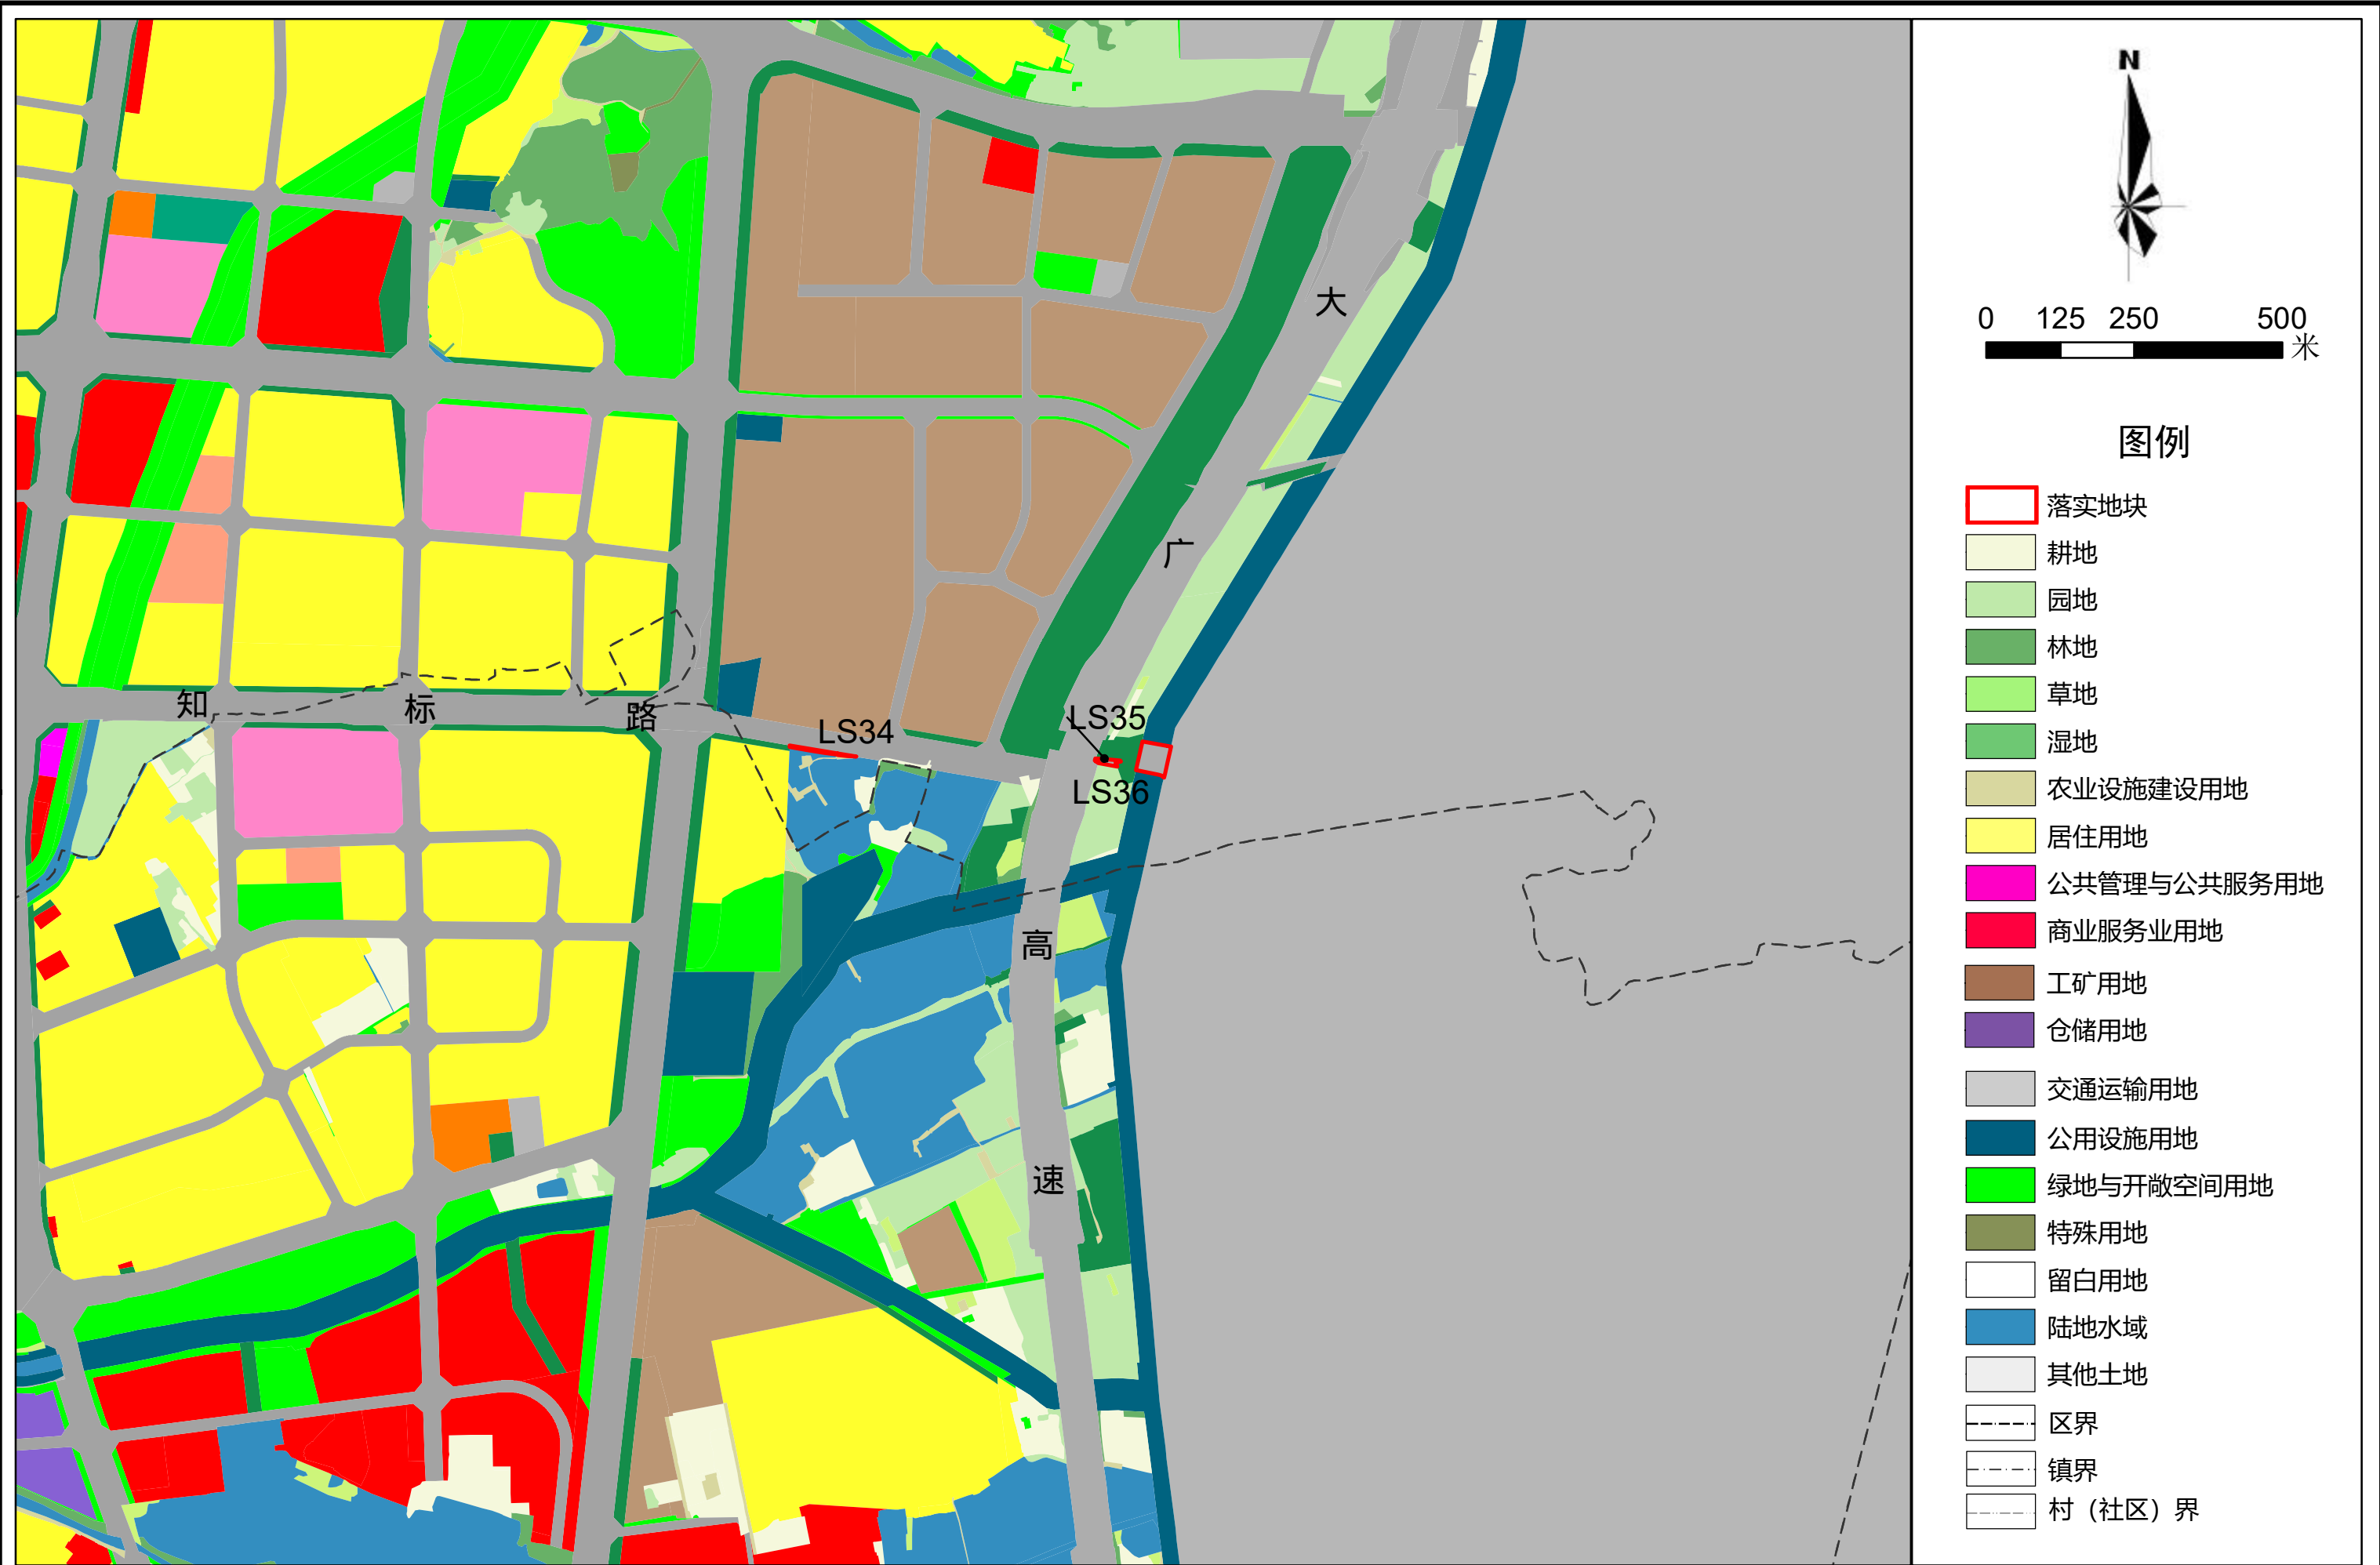 N
0 125 250 500
米
图例
落实地块
耕地
园地
林地
草地
湿地
农业设施建设用地
居住用地
公共管理与公共服务用地
商业服务业用地
工矿用地
仓储用地
交通运输用地
公用设施用地
绿地与开敞空间用地
特殊用地
留白用地
陆地水域
其他土地
区界
镇界
村（社区）界
大
广
高
速
知
标
路
LS34
LS35
LS36